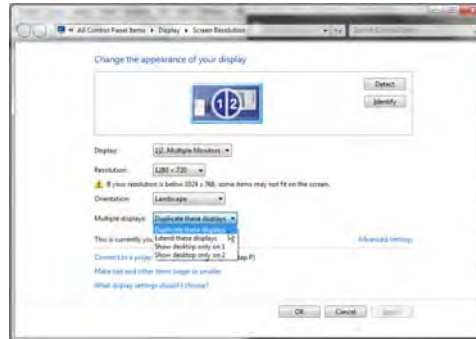 All Control Panel Items ▸ Display ▸ Screen Resolution
Change the appearance of your display
Detect
Identify
1|2
Display: 1|2. Multiple Monitors
Resolution: 1280 × 720
If your resolution is below 1024 x 768, some items may not fit on the screen.
Orientation: Landscape
Multiple displays: Duplicate these displays
Duplicate these displays
Extend these displays
Show desktop only on 1
Show desktop only on 2
This is currently you
Advanced settings
Connect to a projec
tap P)
Make text and other items larger or smaller
What display settings should I choose?
OK Cancel Apply